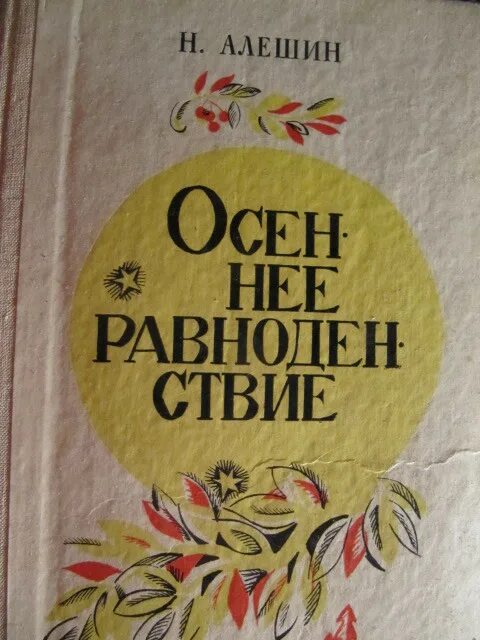 Н. АЛЕШИН
ОСЕН-
НЕЕ
РАВНОДЕН-
СТВИЕ